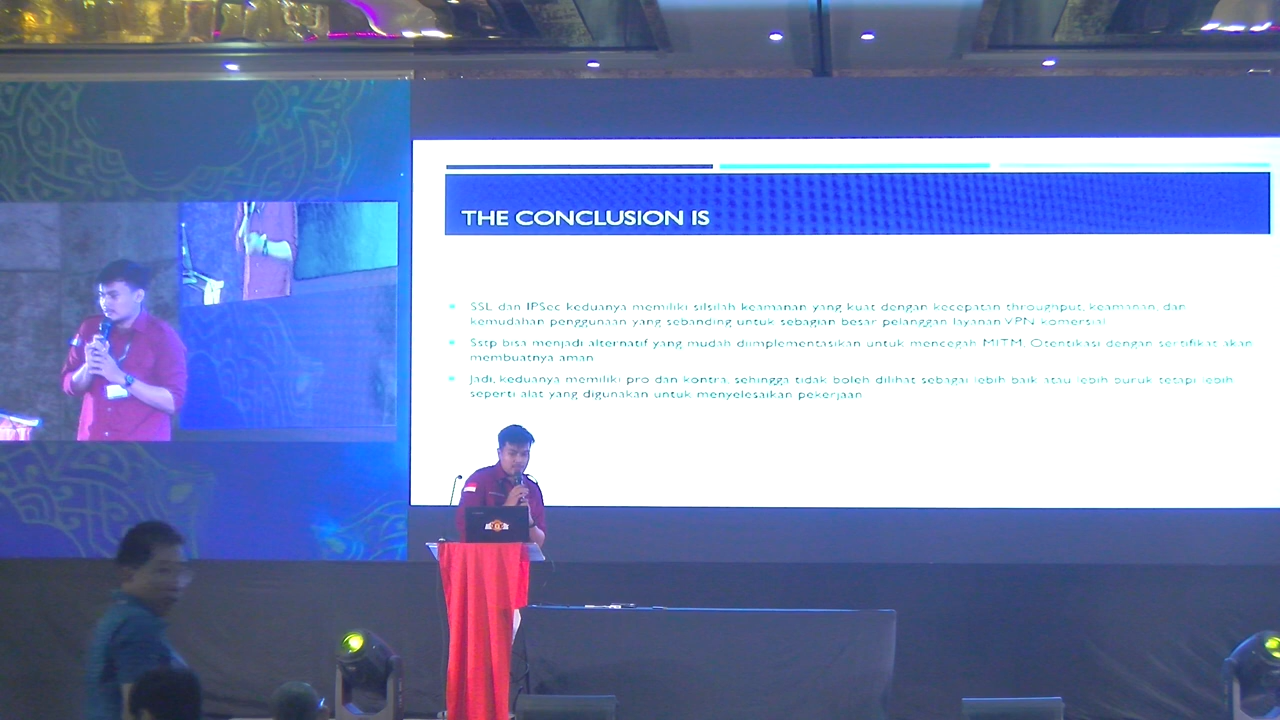 THE CONCLUSION IS
SSL dan IPSec keduanya memiliki silsilah keamanan yang kuat dengan kecepatan throughput, keamanan, dan
kemudahan penggunaan yang sebanding untuk sebagian besar pelanggan layanan VPN komersial
Sstp bisa menjadi alternatif yang mudah diimplementasikan untuk mencegah MITM. Otentikasi dengan sertifikat akan
membuatnya aman
Jadi, keduanya memiliki pro dan kontra, sehingga tidak boleh dilihat sebagai lebih baik atau lebih buruk tetapi lebih
seperti alat yang digunakan untuk menyelesaikan pekerjaan